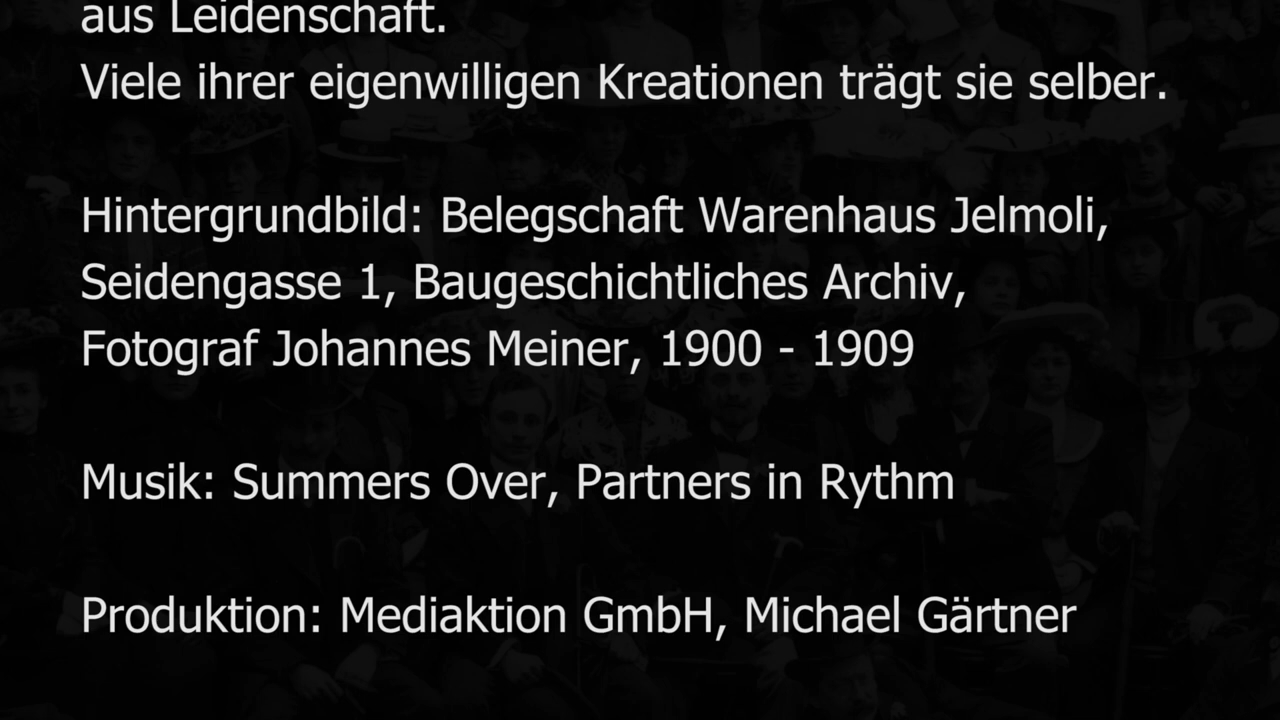 aus Leidenschaft.
Viele ihrer eigenwilligen Kreationen trägt sie selber.
Hintergrundbild: Belegschaft Warenhaus Jelmoli,
Seidengasse 1, Baugeschichtliches Archiv,
Fotograf Johannes Meiner, 1900 - 1909
Musik: Summers Over, Partners in Rythm
Produktion: Mediaktion GmbH, Michael Gärtner